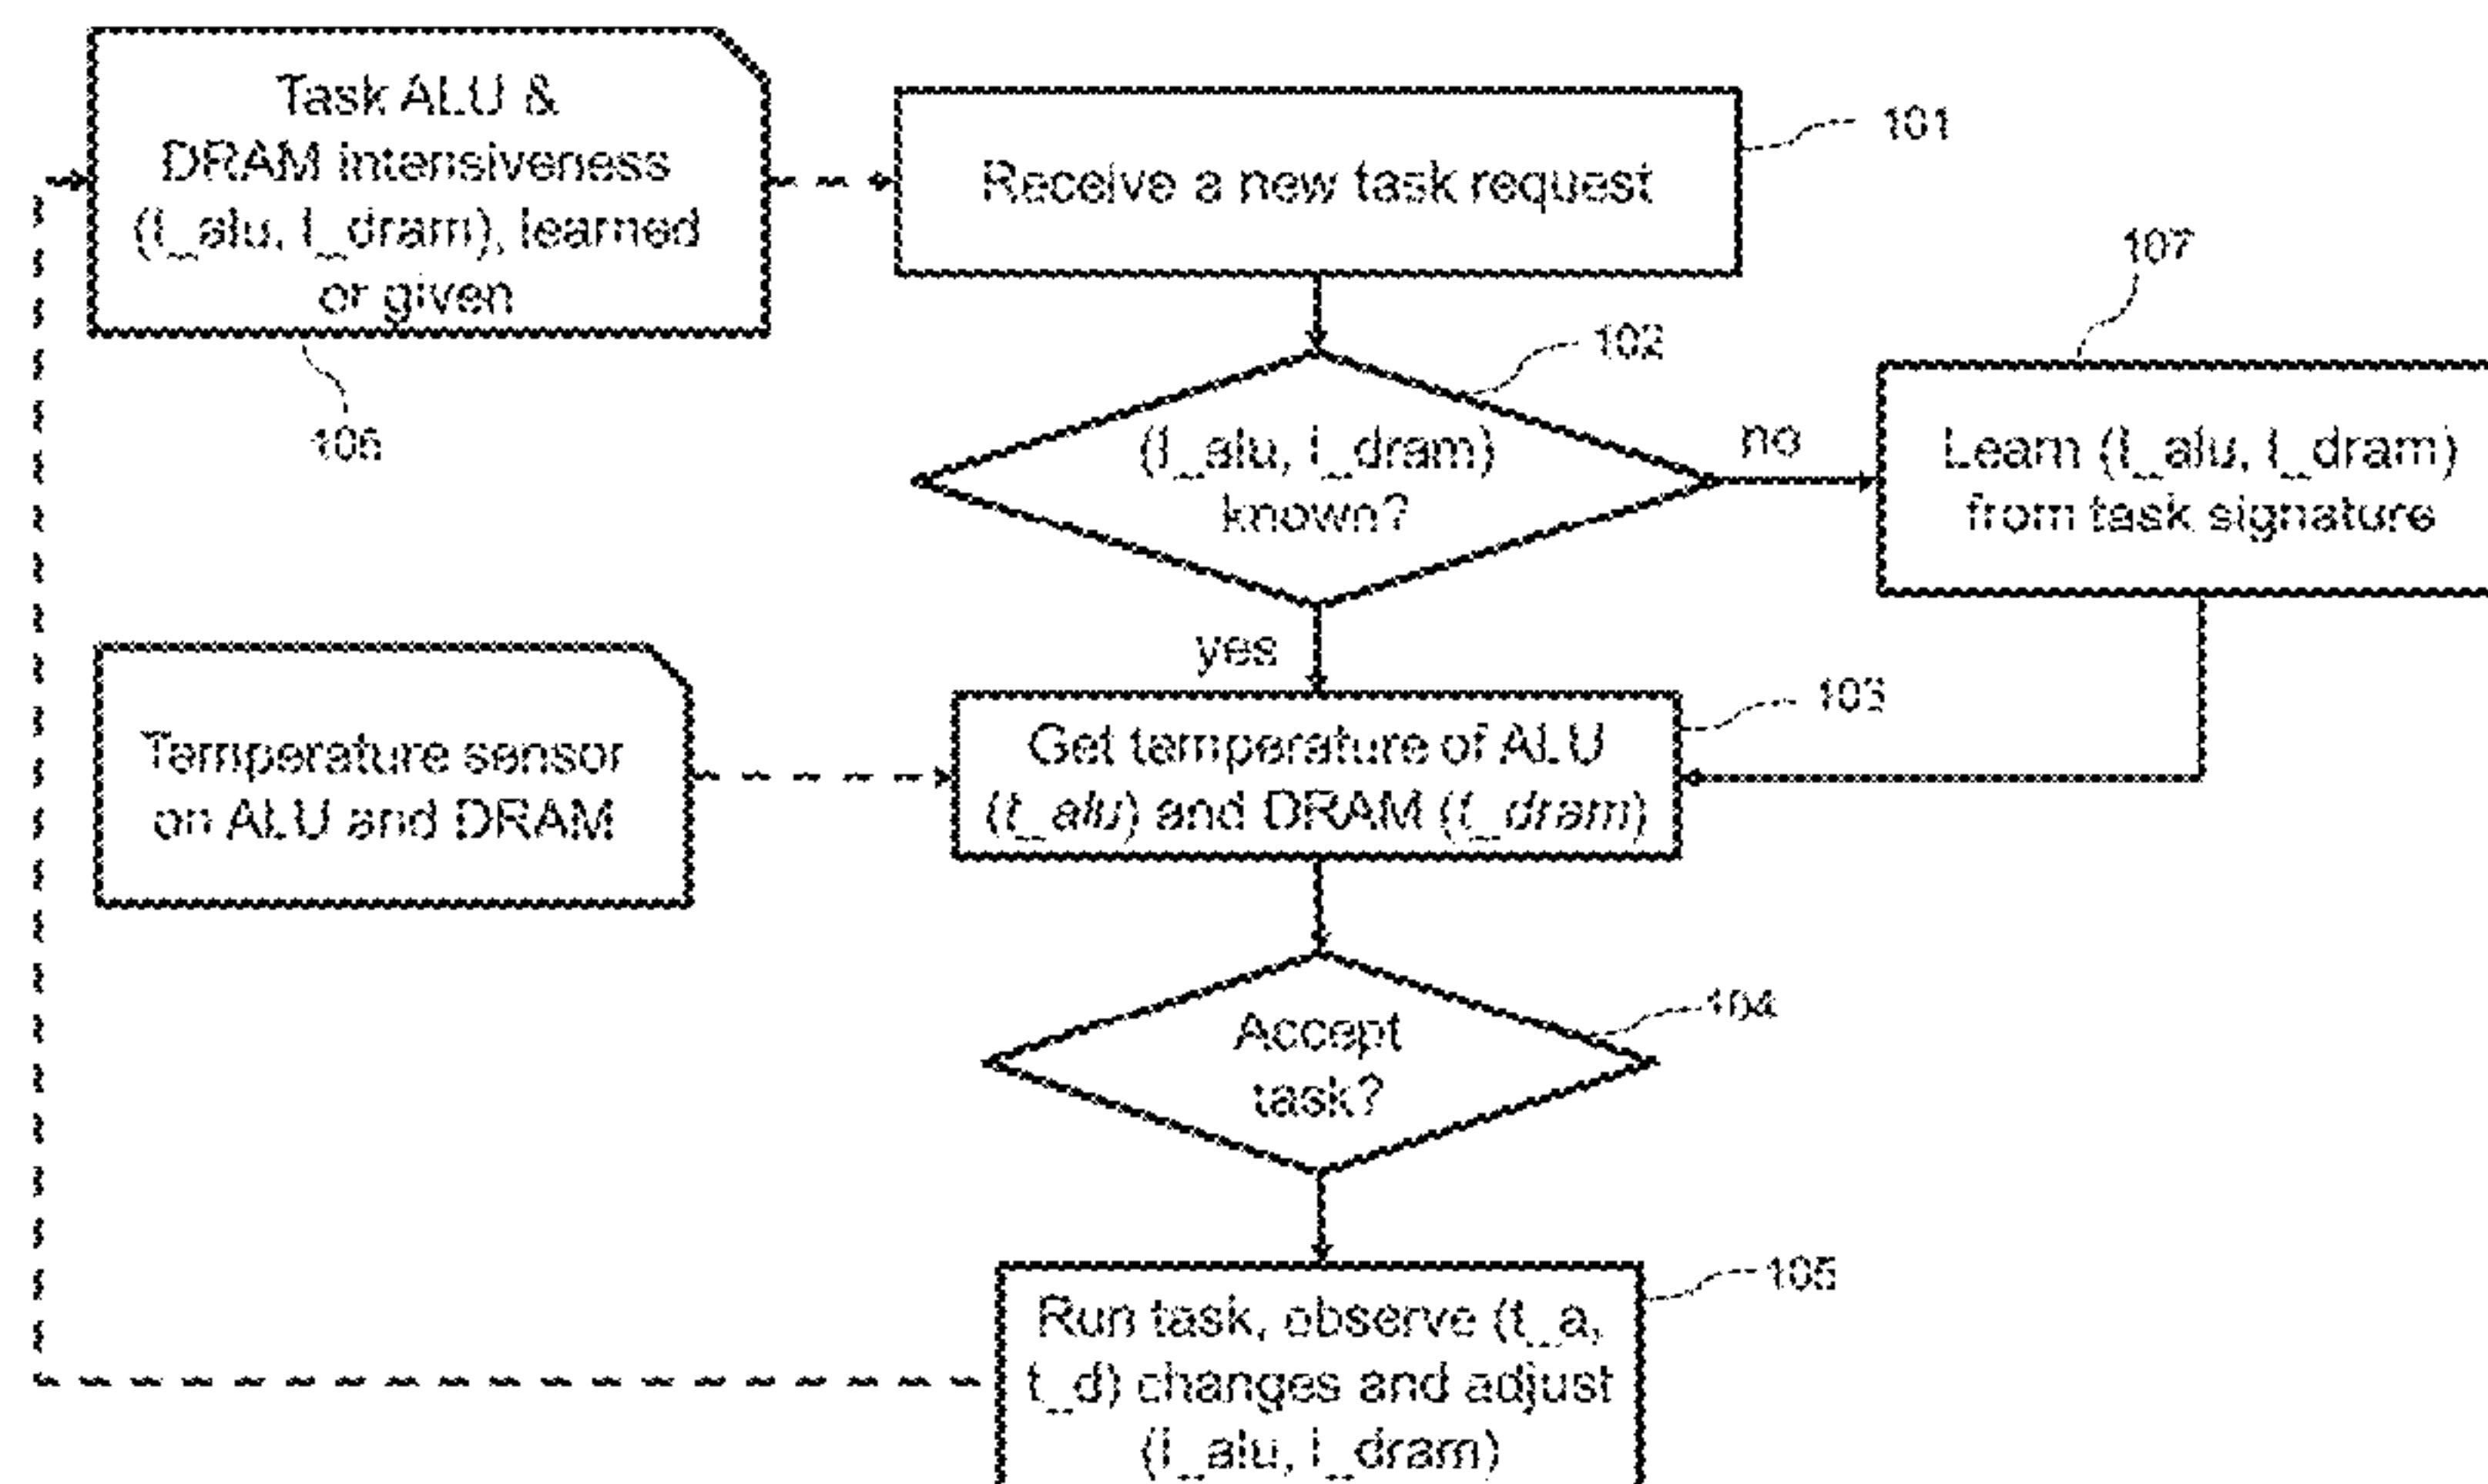 Task ALU &
DRAM intensiveness
(i_alu, i_dram), learned
or given
106
Receive a new task request
101
(i_alu, i_dram)
known?
102
no
yes
Learn (i_alu, i_dram)
from task signature
107
Temperature sensor
on ALU and DRAM
Get temperature of ALU
(t_alu) and DRAM (t_dram)
103
Accept
task?
104
Run task, observe (t_a,
t_d) changes and adjust
(i_alu, i_dram)
105